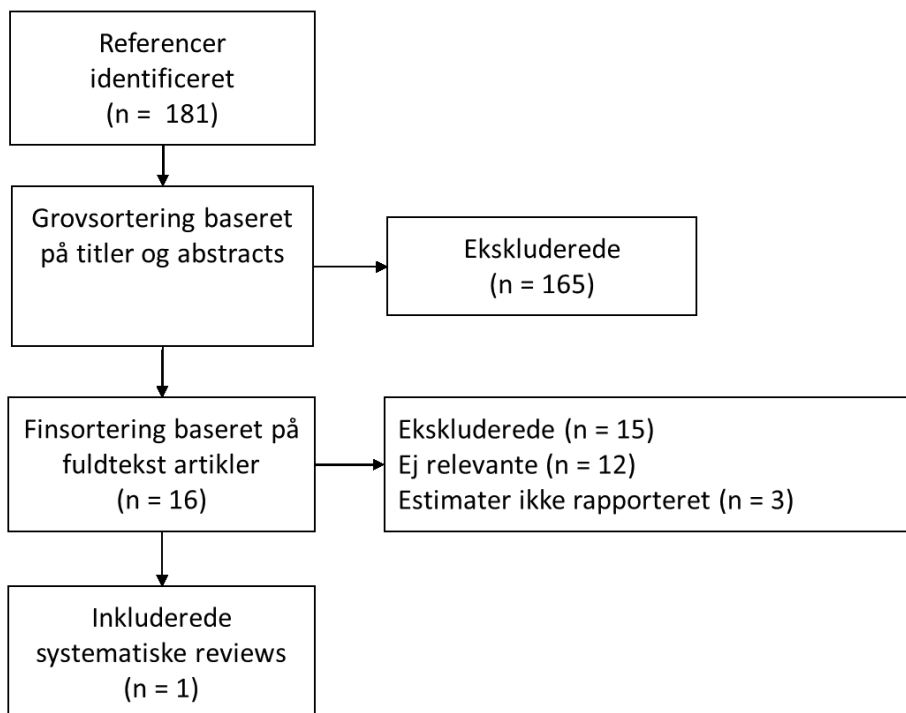 Referencer
identificeret
(n =  181)
Grovsortering baseret
på titler og abstracts
Ekskluderede
(n = 165)
Finsortering baseret på
fuldtekst artikler
(n = 16)
Ekskluderede (n = 15)
Ej relevante (n = 12)
Estimater ikke rapporteret (n = 3)
Inkluderede
systematiske reviews
(n = 1)